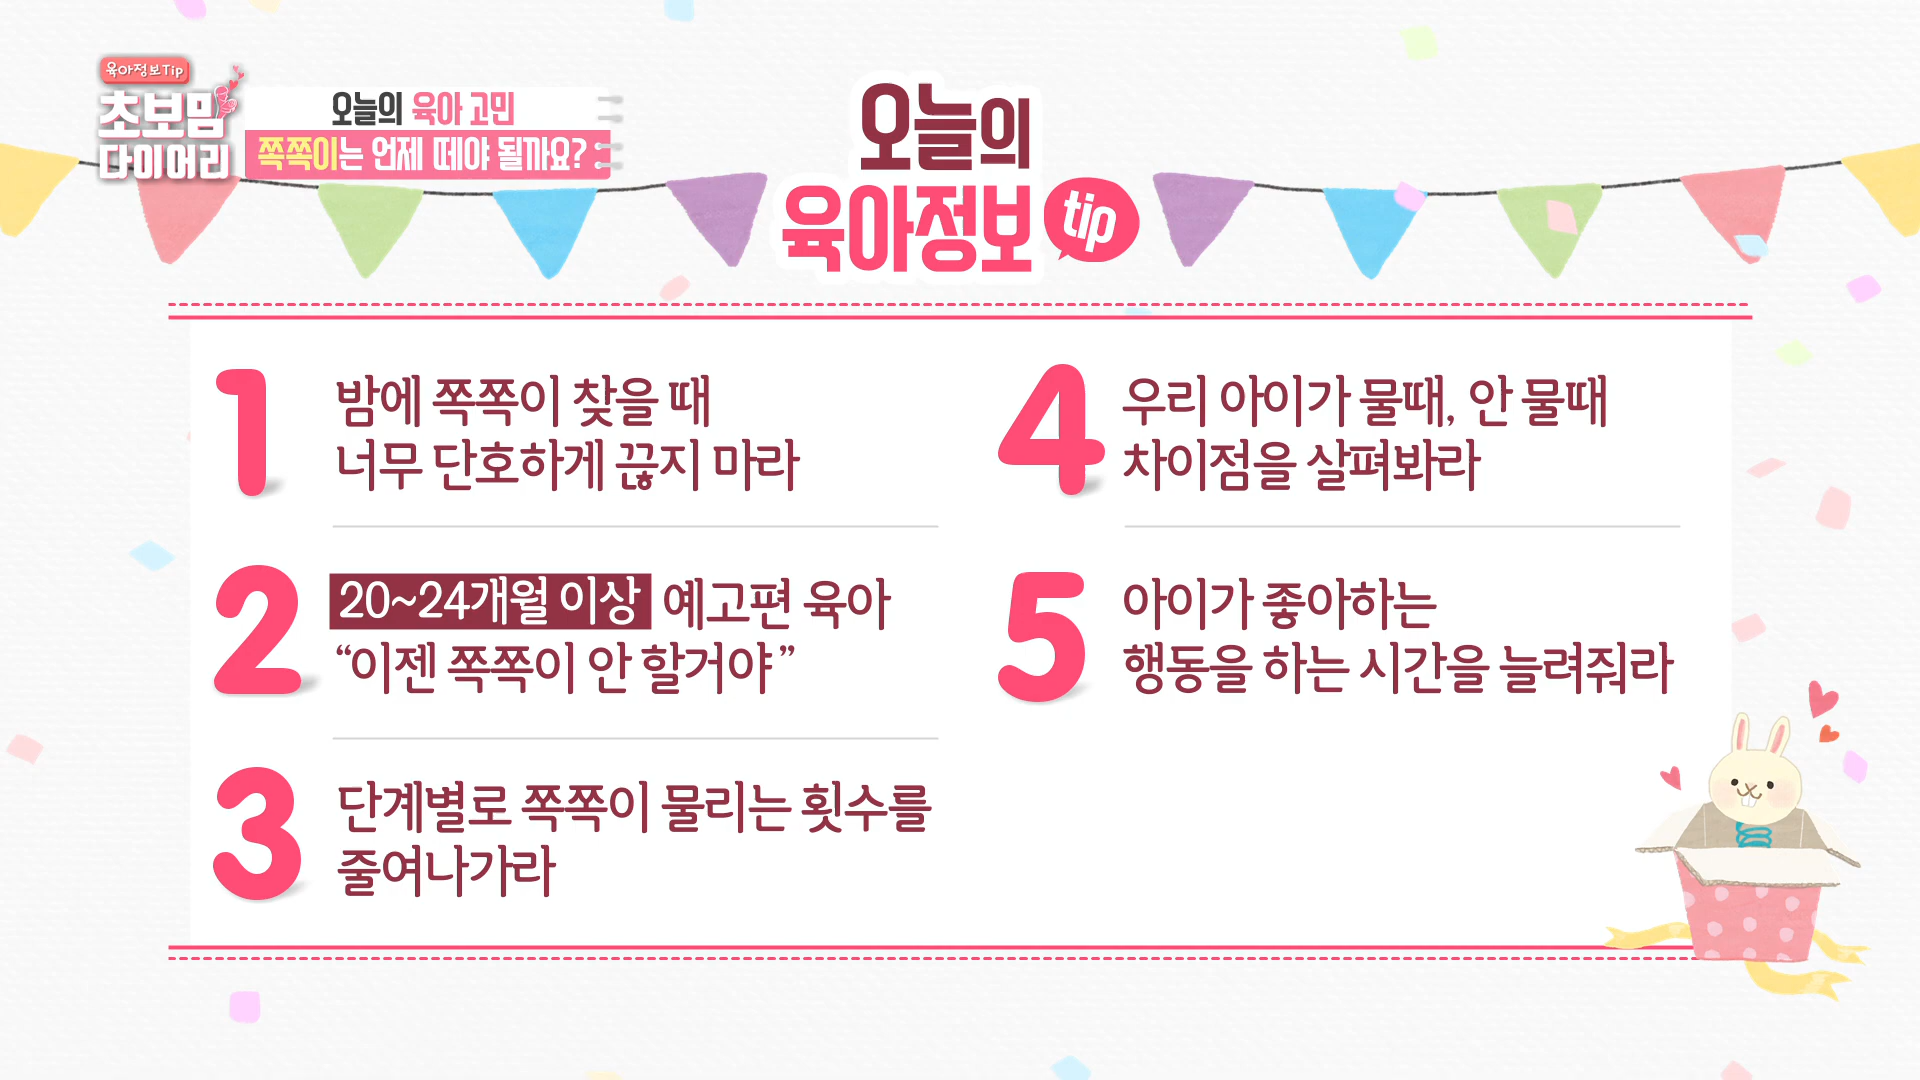 육아정보Tip
초보맘
다이어리
오늘의 육아 고민
쪽쪽이는 언제 떼야 될까요?
오늘의
육아정보 tip
1 밤에 쪽쪽이 찾을 때
너무 단호하게 끊지 마라
2 20~24개월 이상 예고편 육아
“이젠 쪽쪽이 안 할거야”
3 단계별로 쪽쪽이 물리는 횟수를
줄여나가라
4 우리 아이가 물때, 안 물때
차이점을 살펴봐라
5 아이가 좋아하는
행동을 하는 시간을 늘려줘라